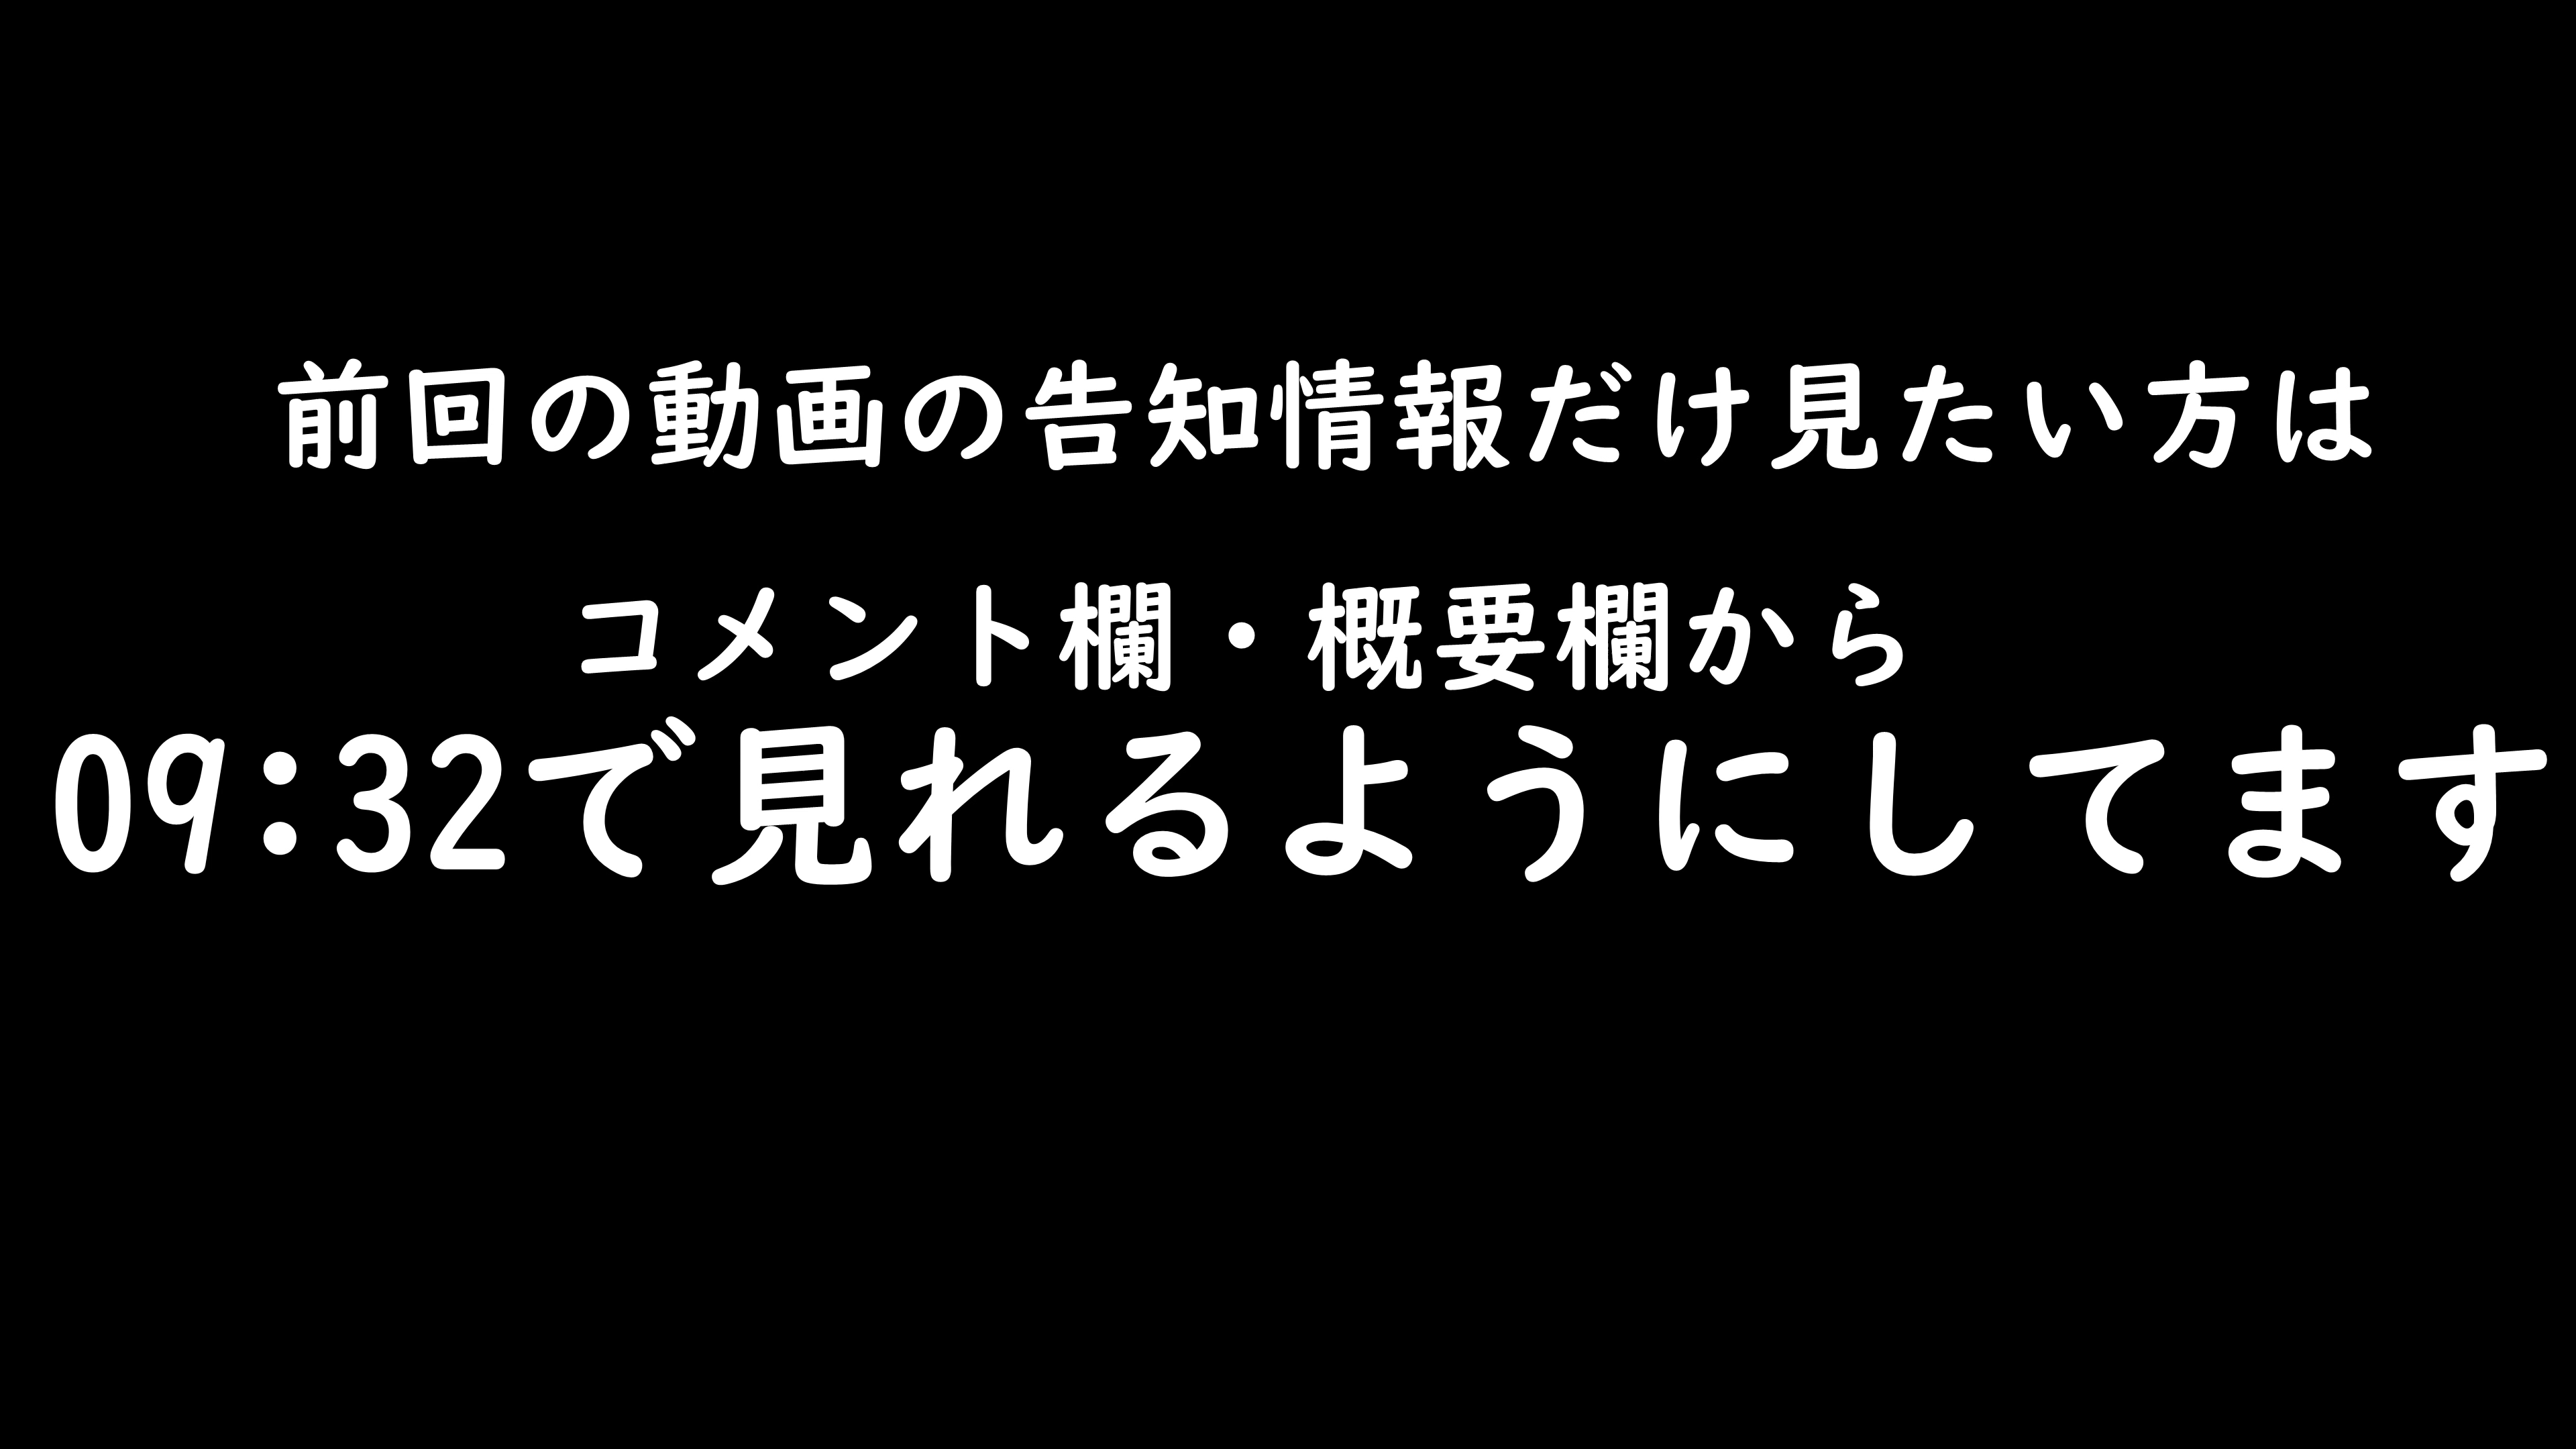 前回の動画の告知情報だけ見たい方は
コメント欄・概要欄から
09:32で見れるようにしてます